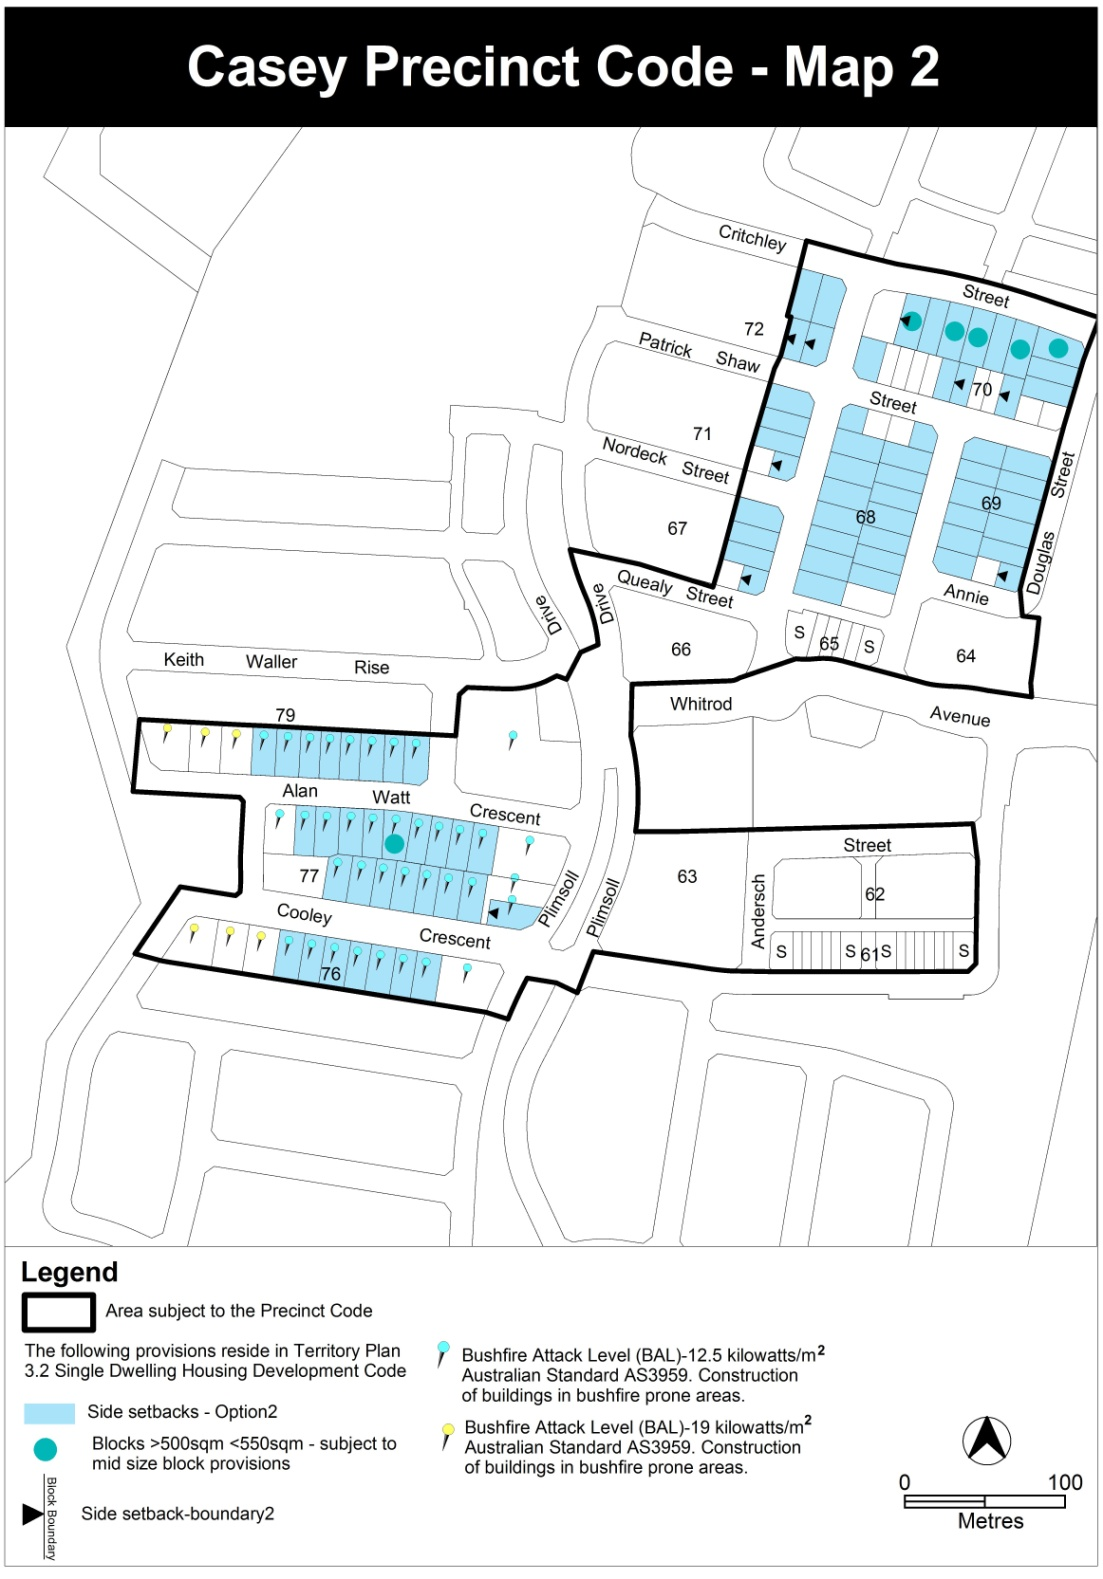 Casey Precinct Code - Map 2
Critchley
Street
72
Patrick Shaw
70
Street
71
Nordeck Street
Street
69
68
67
Douglas
Quealy Street
Drive
Drive
Annie
66
S
65
S
64
Keith Waller Rise
Whitrod
Avenue
79
Alan Watt
Crescent
Street
77
63
62
Plimsoll
Plimsoll
Andersch
Cooley
Crescent
S
S
61
S
S
76
Legend
Area subject to the Precinct Code
The following provisions reside in Territory Plan
3.2 Single Dwelling Housing Development Code
Side setbacks - Option2
Blocks >500sqm <550sqm - subject to
mid size block provisions
Block Boundary
Side setback-boundary2
Bushfire Attack Level (BAL)-12.5 kilowatts/m²
Australian Standard AS3959. Construction
of buildings in bushfire prone areas.
Bushfire Attack Level (BAL)-19 kilowatts/m²
Australian Standard AS3959. Construction
of buildings in bushfire prone areas.
0 100
Metres